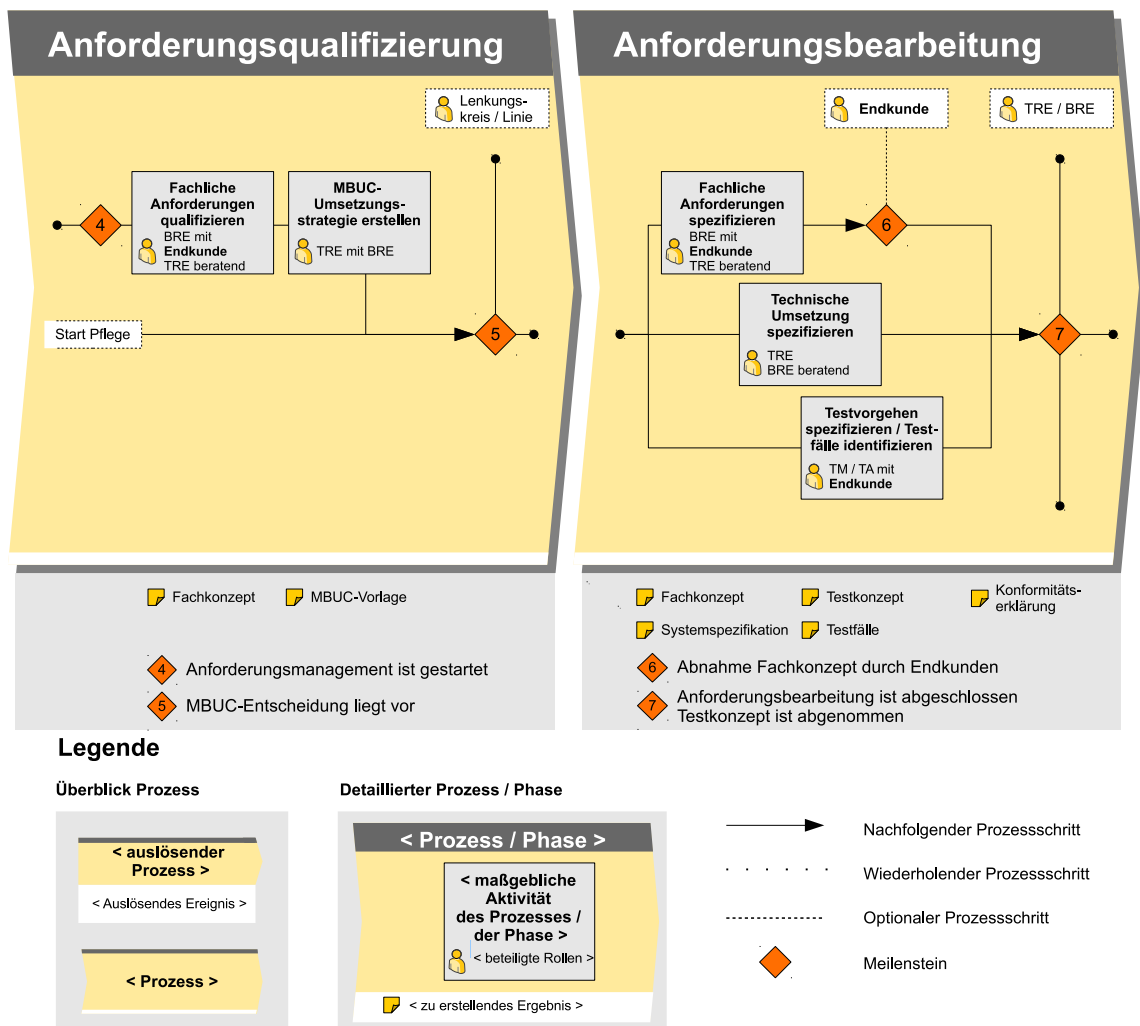 Anforderungsqualifizierung
Lenkungs-
kreis / Linie
4
Fachliche
Anforderungen
qualifizieren
BRE mit
Endkunde
TRE beratend
MBUC-
Umsetzungs-
strategie erstellen
TRE mit BRE
Start Pflege
5
Fachkonzept
MBUC-Vorlage
4
Anforderungsmanagement ist gestartet
5
MBUC-Entscheidung liegt vor
Anforderungsbearbeitung
Endkunde
TRE / BRE
Fachliche
Anforderungen
spezifizieren
BRE mit
Endkunde
TRE beratend
6
Technische
Umsetzung
spezifizieren
TRE
BRE beratend
7
Testvorgehen
spezifizieren / Test-
fälle identifizieren
TM / TA mit
Endkunde
Fachkonzept
Testkonzept
Konformitäts-
erklärung
Systemspezifikation
Testfälle
6
Abnahme Fachkonzept durch Endkunden
7
Anforderungsbearbeitung ist abgeschlossen
Testkonzept ist abgenommen
Legende
Überblick Prozess
< auslösender
Prozess >
< Auslösendes Ereignis >
< Prozess >
Detaillierter Prozess / Phase
< Prozess / Phase >
< maßgebliche
Aktivität
des Prozesses /
der Phase >
< beteiligte Rollen >
< zu erstellendes Ergebnis >
Nachfolgender Prozessschritt
Wiederholender Prozessschritt
Optionaler Prozessschritt
Meilenstein